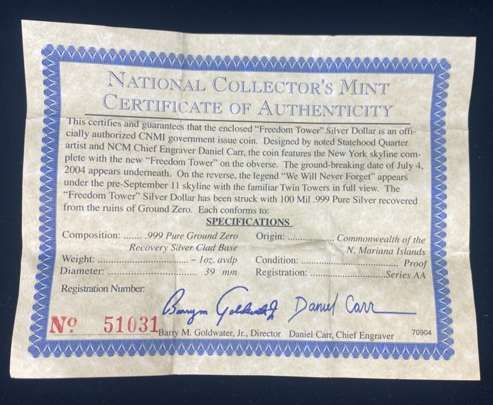 NATIONAL COLLECTOR'S MINT
CERTIFICATE OF AUTHENTICITY
This certifies and guarantees that the enclosed "Freedom Tower" Silver Dollar is an offi-
cially authorized CNMI government issue coin. Designed by noted Statehood Quarter
artist and NCM Chief Engraver Daniel Carr, the coin features the New York skyline com-
plete with the new "Freedom Tower" on the obverse. The ground-breaking date of July 4,
2004 appears underneath. On the reverse, the legend "We Will Never Forget" appears
under the pre-September 11 skyline with the familiar Twin Towers in full view. The
"Freedom Tower" Silver Dollar has been struck with 100 Mil .999 Pure Silver recovered
from the ruins of Ground Zero. Each conforms to:
SPECIFICATIONS
Composition: ........ .999 Pure Ground Zero Origin: ................ Commonwealth of the
Recovery Silver Clad Base N. Mariana Islands
Weight: ........................ ~ 1oz. avdp Condition: .............................. Proof
Diameter: .............................. 39 mm Registration: ...................... Series AA
Registration Number:
Barry M Goldwater Jr Daniel Carr
No 51031 Barry M. Goldwater, Jr., Director Daniel Carr, Chief Engraver 70904